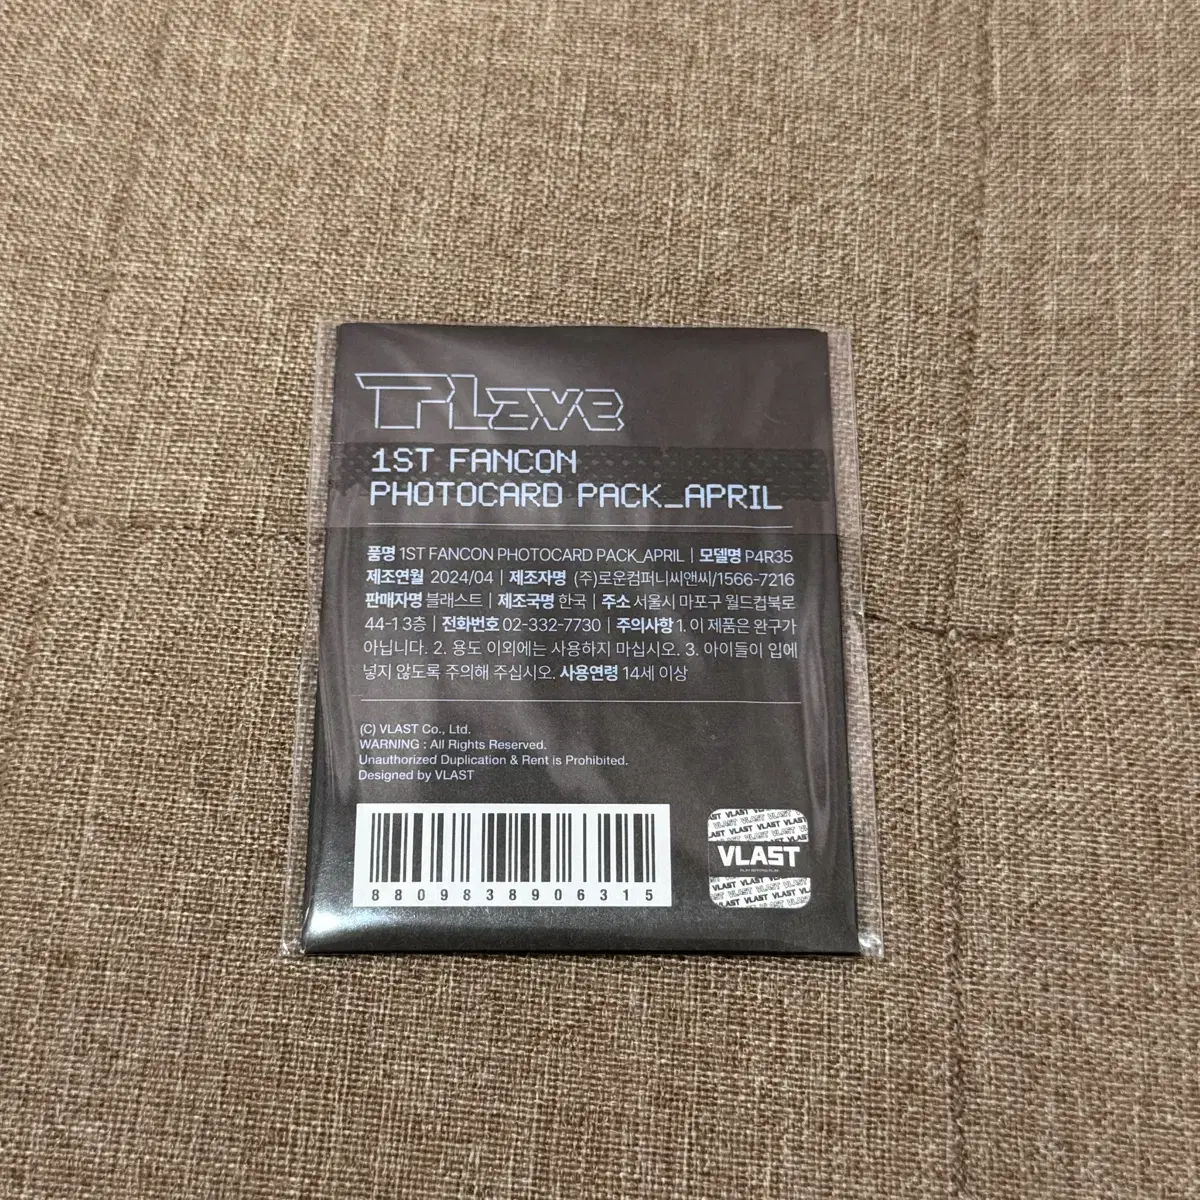 PLave
1ST FANCON
PHOTOCARD PACK_APRIL
품명 1ST FANCON PHOTOCARD PACK_APRIL | 모델명 P4R35
제조연월 2024/04 | 제조자명 (주)로운컴퍼니씨앤씨/1566-7216
판매자명 블래스트 | 제조국명 한국 | 주소 서울시 마포구 월드컵북로
44-1 3층 | 전화번호 02-332-7730 | 주의사항 1. 이 제품은 완구가
아닙니다. 2. 용도 이외에는 사용하지 마십시오. 3. 아이들이 입에
넣지 않도록 주의해 주십시오. 사용연령 14세 이상
(C) VLAST Co., Ltd.
WARNING : All Rights Reserved.
Unauthorized Duplication & Rent is Prohibited.
Designed by VLAST
8809838906315
VLAST